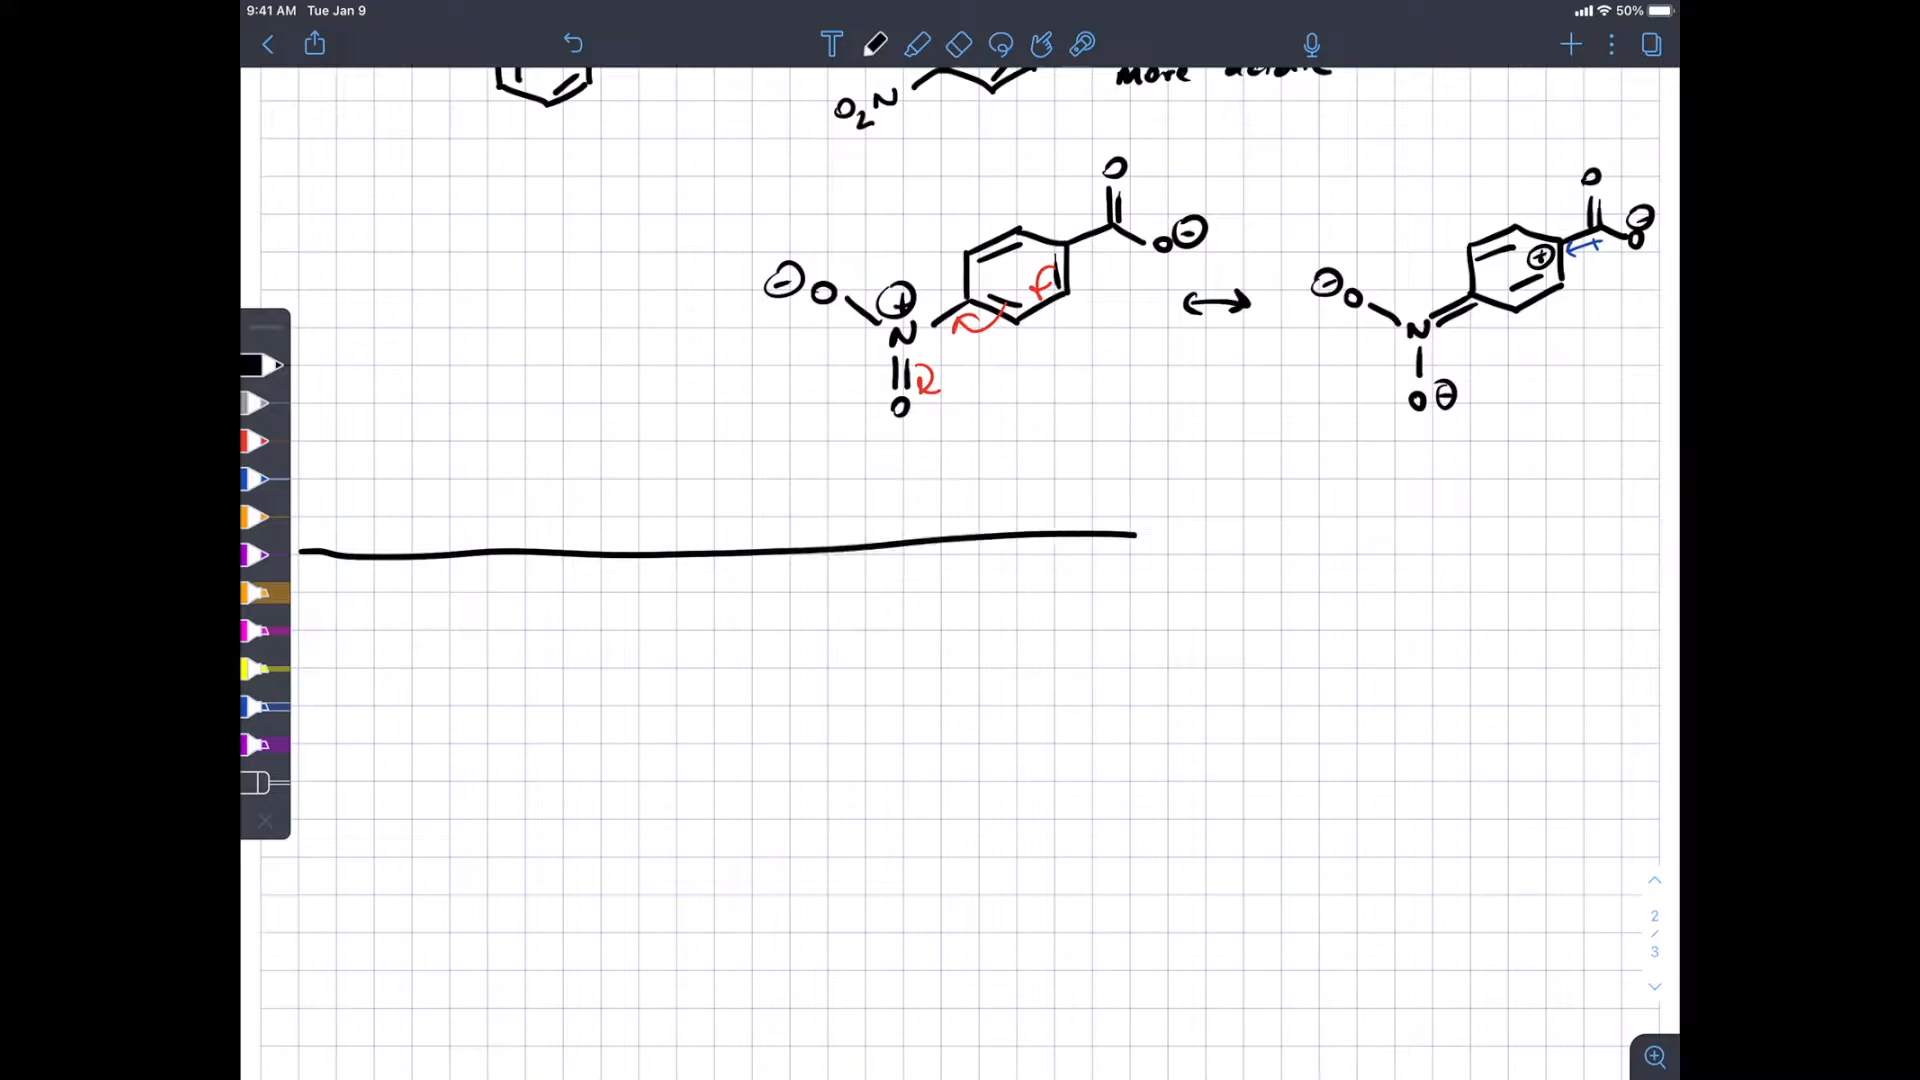 9:41 AM Tue Jan 9
50%
T
O₂N
More
O
O ⊖
⊖ O
⊕
N
O
O
⊖
O
⊕
⊖ O
N
O ⊖
2
/
3